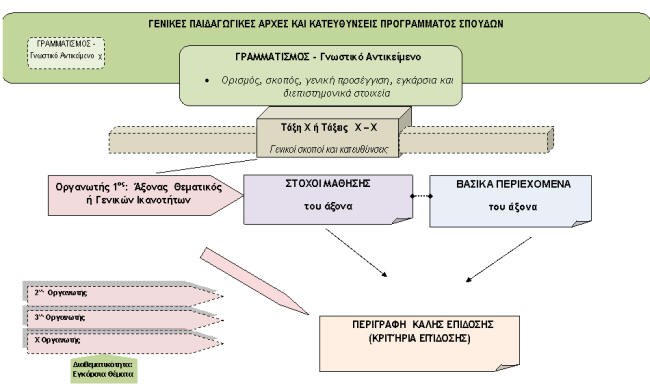 ΓΕΝΙΚΕΣ ΠΑΙΔΑΓΩΓΙΚΕΣ ΑΡΧΕΣ ΚΑΙ ΚΑΤΕΥΘΥΝΣΕΙΣ ΠΡΟΓΡΑΜΜΑΤΟΣ ΣΠΟΥΔΩΝ
ΓΡΑΜΜΑΤΙΣΜΟΣ -
Γνωστικό Αντικείμενο χ
ΓΡΑΜΜΑΤΙΣΜΟΣ - Γνωστικό Αντικείμενο
• Ορισμός, σκοπός, γενική προσέγγιση, εγκάρσια και
διεπιστημονικά στοιχεία
Τάξη Χ ή Τάξεις Χ – Χ
Γενικοί σκοποί και κατευθύνσεις
Οργανωτής 1ος: Άξονας Θεματικός
ή Γενικών Ικανοτήτων
ΣΤΟΧΟΙ ΜΑΘΗΣΗΣ
του άξονα
ΒΑΣΙΚΑ ΠΕΡΙΕΧΟΜΕΝΑ
του άξονα
2ος Οργανωτής
3ος Οργανωτής
Χ Οργανωτής
Διαθεματικότητα:
Εγκάρσια Θέματα
ΠΕΡΙΓΡΑΦΗ ΚΑΛΗΣ ΕΠΙΔΟΣΗΣ
(ΚΡΙΤΉΡΙΑ ΕΠΊΔΟΣΗΣ)